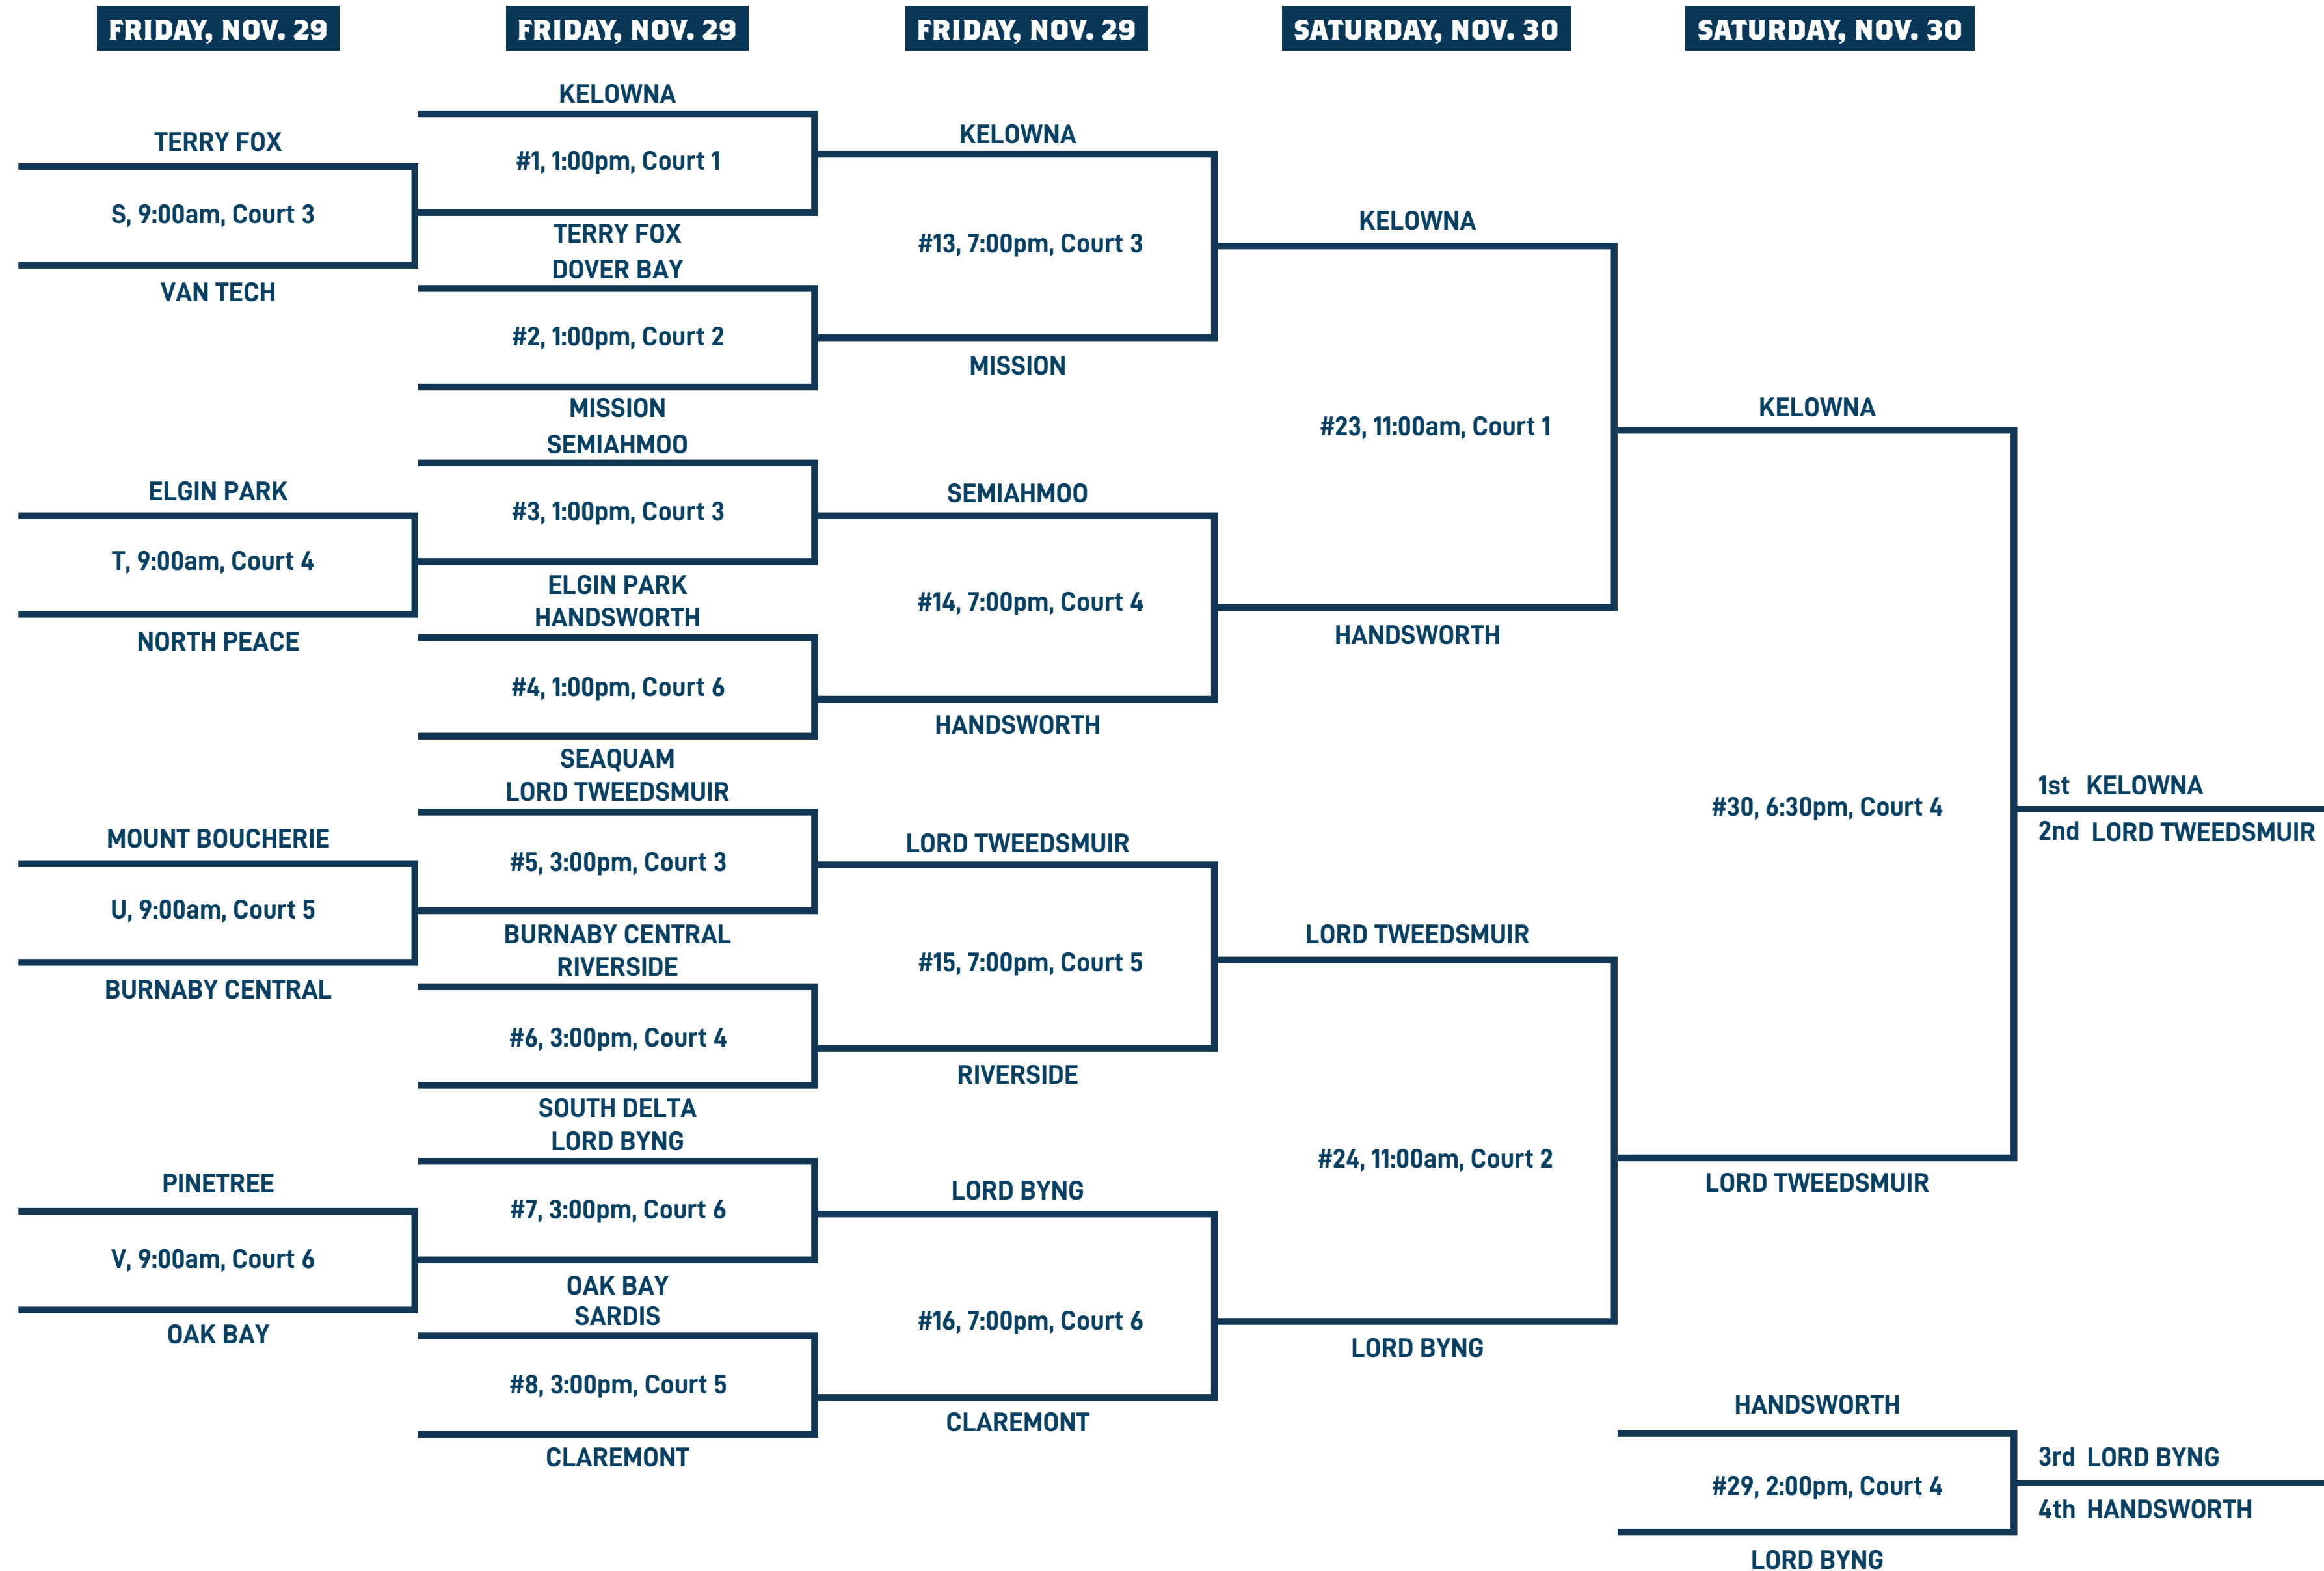 FRIDAY, NOV. 29
FRIDAY, NOV. 29
FRIDAY, NOV. 29
SATURDAY, NOV. 30
SATURDAY, NOV. 30
TERRY FOX
S, 9:00am, Court 3
VAN TECH
ELGIN PARK
T, 9:00am, Court 4
NORTH PEACE
MOUNT BOUCHERIE
U, 9:00am, Court 5
BURNABY CENTRAL
PINETREE
V, 9:00am, Court 6
OAK BAY
KELOWNA
#1, 1:00pm, Court 1
TERRY FOX
DOVER BAY
#2, 1:00pm, Court 2
MISSION
SEMIAHMOO
#3, 1:00pm, Court 3
ELGIN PARK
HANDSWORTH
#4, 1:00pm, Court 6
SEAQUAM
LORD TWEEDSMUIR
#5, 3:00pm, Court 3
BURNABY CENTRAL
RIVERSIDE
#6, 3:00pm, Court 4
SOUTH DELTA
LORD BYNG
#7, 3:00pm, Court 6
OAK BAY
SARDIS
#8, 3:00pm, Court 5
CLAREMONT
KELOWNA
#13, 7:00pm, Court 3
MISSION
SEMIAHMOO
#14, 7:00pm, Court 4
HANDSWORTH
LORD TWEEDSMUIR
#15, 7:00pm, Court 5
RIVERSIDE
LORD BYNG
#16, 7:00pm, Court 6
CLAREMONT
KELOWNA
#23, 11:00am, Court 1
HANDSWORTH
LORD TWEEDSMUIR
#24, 11:00am, Court 2
LORD BYNG
KELOWNA
#30, 6:30pm, Court 4
LORD TWEEDSMUIR
1st KELOWNA
2nd LORD TWEEDSMUIR
HANDSWORTH
#29, 2:00pm, Court 4
LORD BYNG
3rd LORD BYNG
4th HANDSWORTH